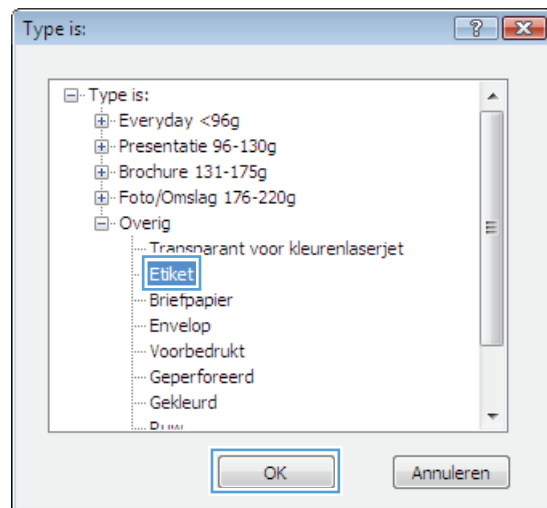 Type is:
Type is:
Everyday <96g
Presentatie 96-130g
Brochure 131-175g
Foto/Omslag 176-220g
Overig
Transparant voor kleurenlaserjet
Etiket
Briefpapier
Envelop
Voorbedrukt
Geperforeerd
Gekleurd
OK Annuleren